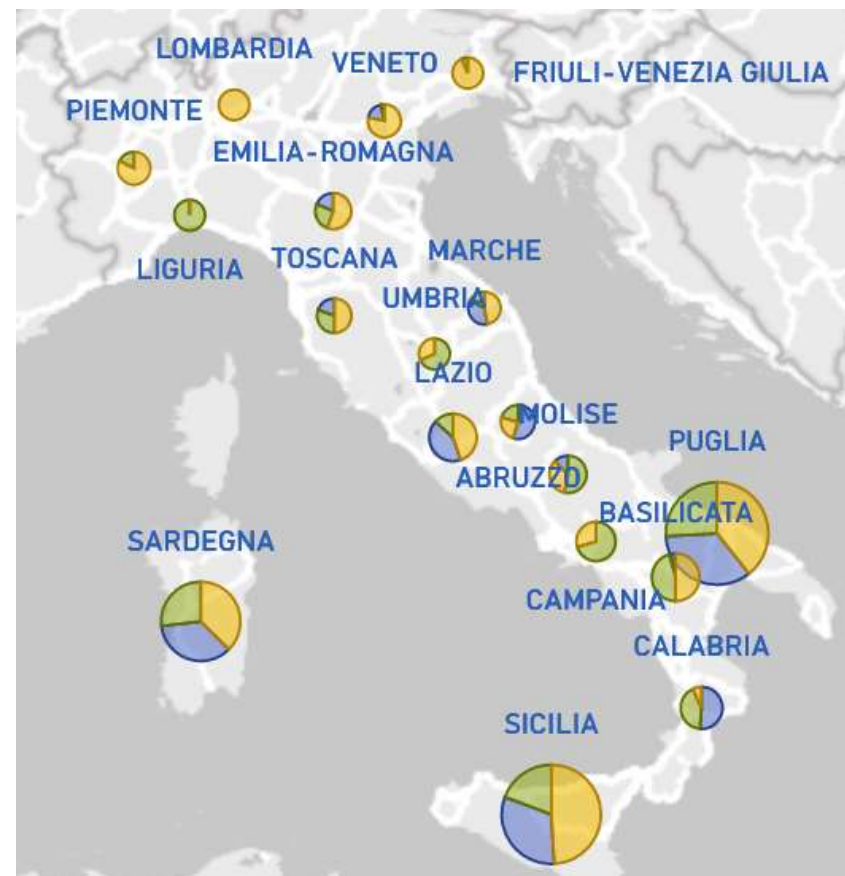 LOMBARDIA
VENETO
FRIULI-VENEZIA GIULIA
PIEMONTE
EMILIA-ROMAGNA
LIGURIA
TOSCANA
MARCHE
UMBRIA
LAZIO
MOLISE
PUGLIA
ABRUZZO
BASILICATA
SARDEGNA
CAMPANIA
CALABRIA
SICILIA